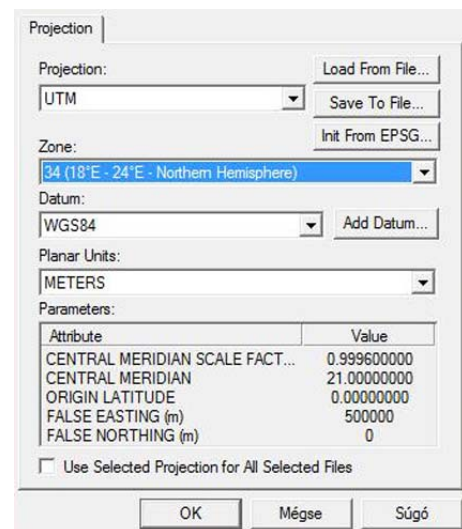 Projection
Projection:
Load From File...
UTM
Save To File...
Init From EPSG...
Zone:
34 (18°E - 24°E - Northern Hemisphere)
Datum:
WGS84
Add Datum...
Planar Units:
METERS
Parameters:
Attribute Value
CENTRAL MERIDIAN SCALE FACT... 0.999600000
CENTRAL MERIDIAN 21.00000000
ORIGIN LATITUDE 0.00000000
FALSE EASTING (m) 500000
FALSE NORTHING (m) 0
Use Selected Projection for All Selected Files
OK Mégse Súgó